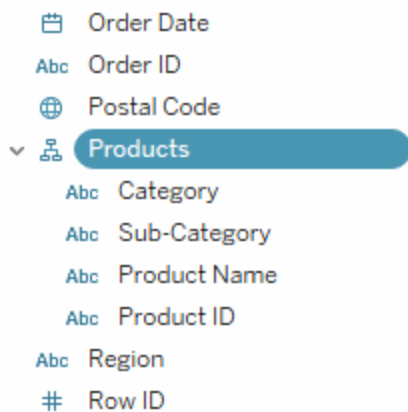 Order Date
Abc Order ID
Postal Code
Products
Abc Category
Abc Sub-Category
Abc Product Name
Abc Product ID
Abc Region
# Row ID